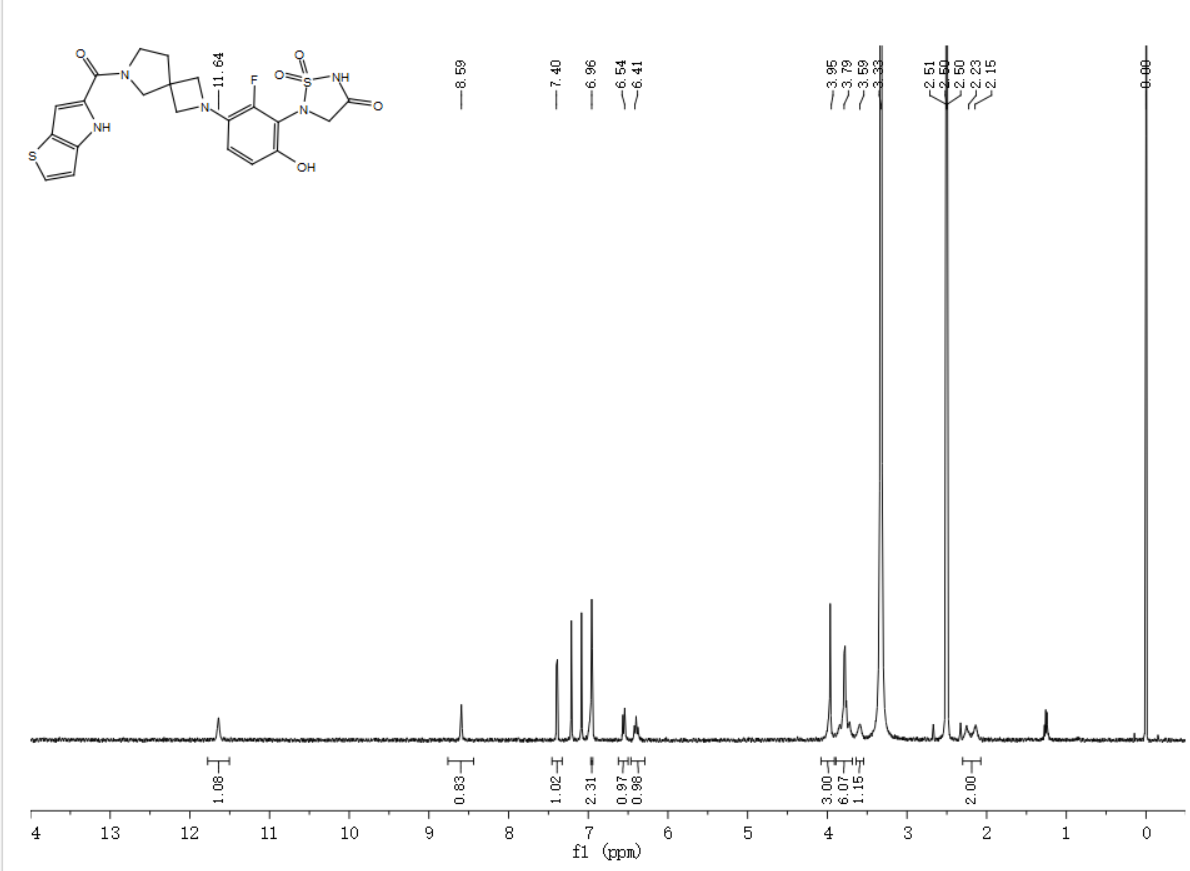 11.64
8.59
7.40
6.96
6.54
6.41
3.95
3.79
3.59
3.33
2.51
2.50
2.50
2.23
2.15
0.00
O
N
N
F
O
O
S
NH
N
O
OH
NH
S
1.08
0.83
1.02
2.31
0.97
0.98
3.00
6.07
1.15
2.00
4 13 12 11 10 9 8 7 6 5 4 3 2 1 0
f1 (ppm)